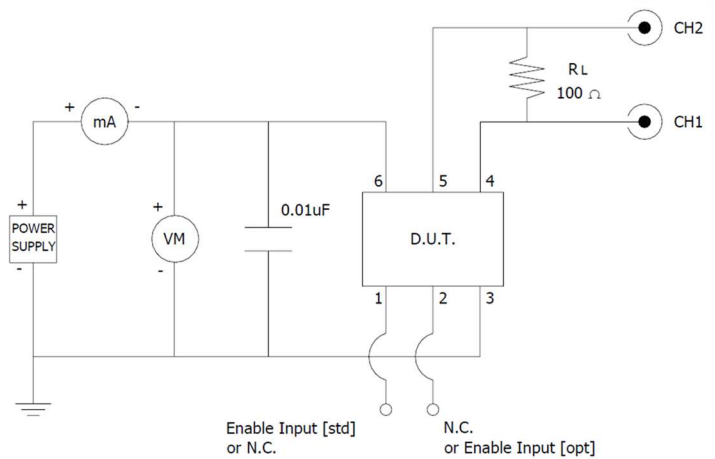 CH2
RL
100 Ω
CH1
+
mA
-
6
5
4
+
POWER
SUPPLY
-
+
VM
-
0.01uF
D.U.T.
1
2
3
Enable Input [std]
or N.C.
N.C.
or Enable Input [opt]